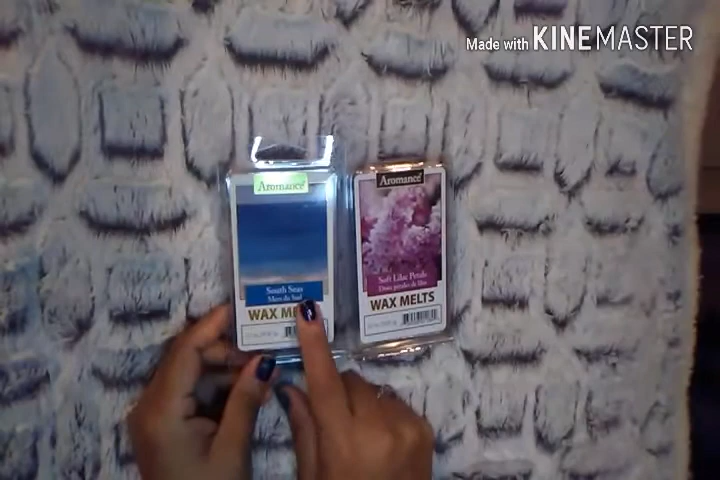 Made with KINEMASTER
Aromance
South Seas
Mers du Sud
WAX ME
Aromance
Soft Lilac Petals
Doux pétales de lilas
WAX MELTS